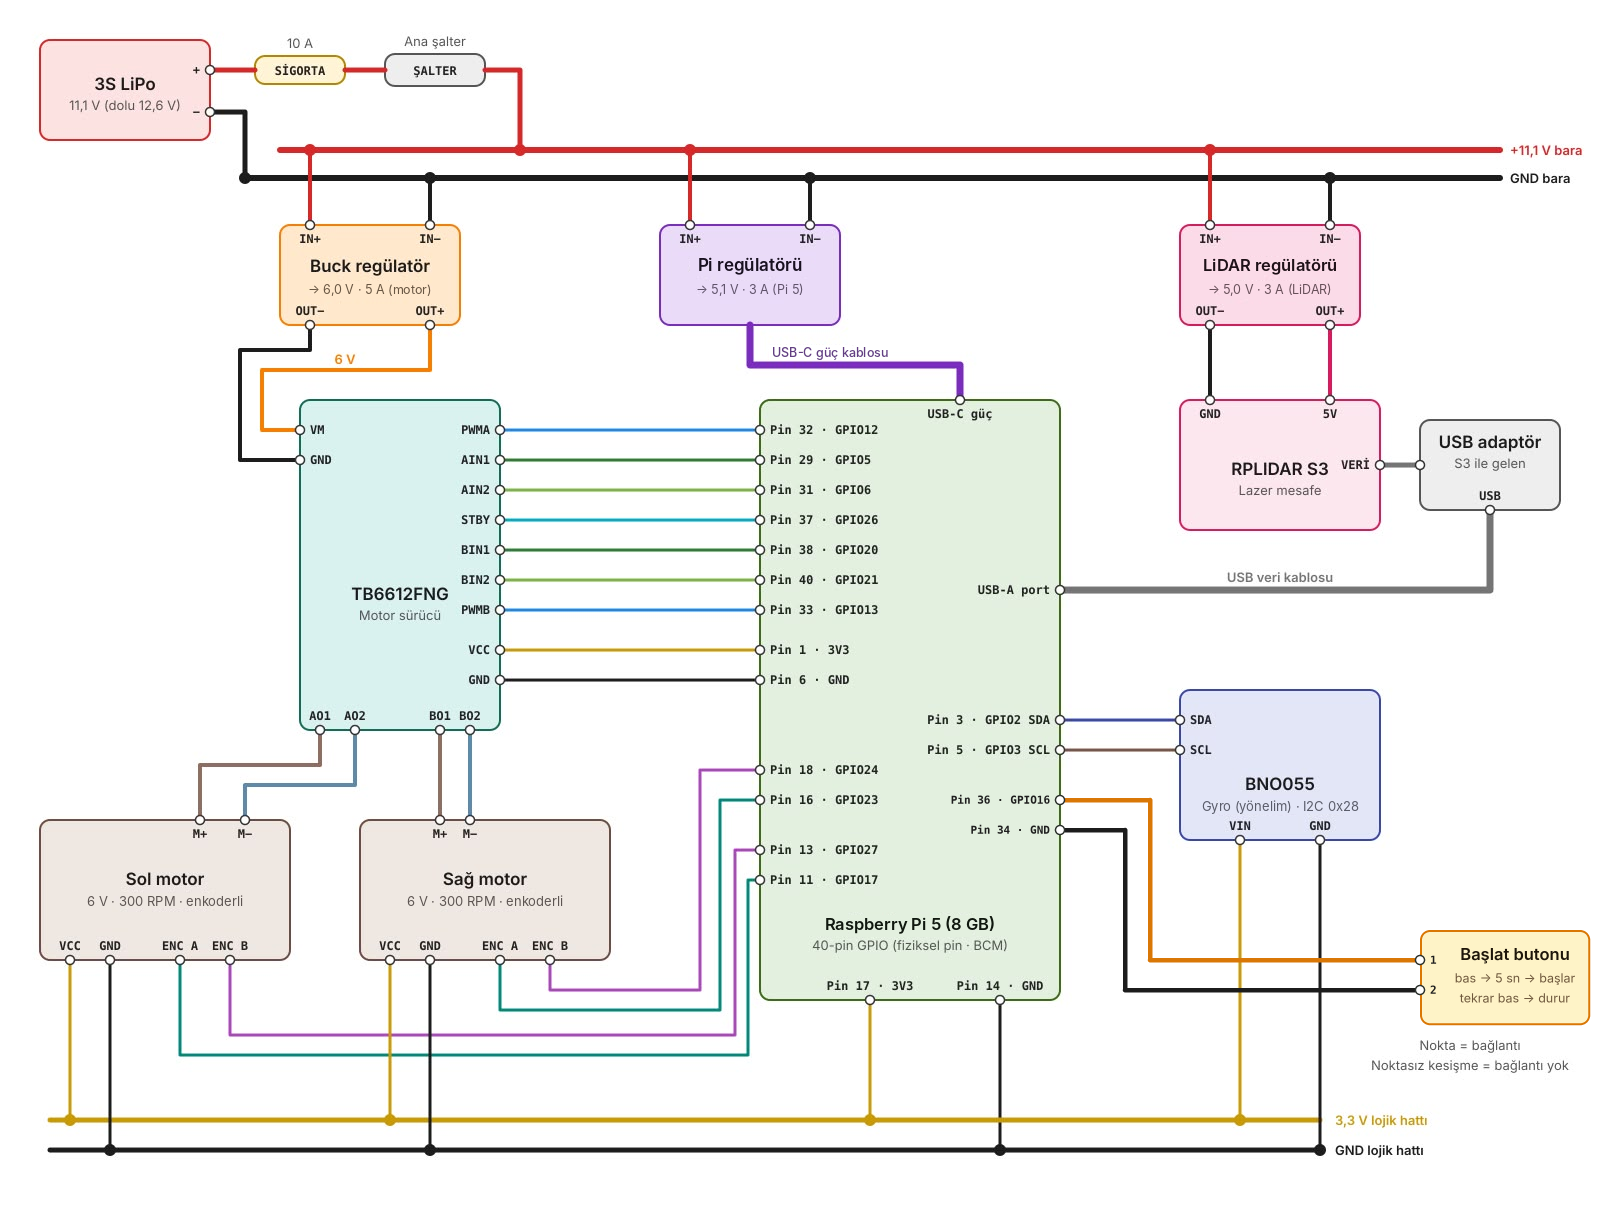 10 A
Ana şalter
3S LiPo
11,1 V (dolu 12,6 V)
+
−
SİGORTA
ŞALTER
+11,1 V bara
GND bara
IN+
IN−
Buck regülatör
→ 6,0 V · 5 A (motor)
OUT−
OUT+
IN+
IN−
Pi regülatörü
→ 5,1 V · 3 A (Pi 5)
IN+
IN−
LiDAR regülatörü
→ 5,0 V · 3 A (LiDAR)
OUT−
OUT+
6 V
USB-C güç kablosu
VM
GND
PWMA
AIN1
AIN2
STBY
BIN1
BIN2
PWMB
VCC
GND
TB6612FNG
Motor sürücü
AO1
AO2
BO1
BO2
USB-C güç
Pin 32 · GPIO12
Pin 29 · GPIO5
Pin 31 · GPIO6
Pin 37 · GPIO26
Pin 38 · GPIO20
Pin 40 · GPIO21
Pin 33 · GPIO13
Pin 1 · 3V3
Pin 6 · GND
USB-A port
Pin 3 · GPIO2 SDA
Pin 5 · GPIO3 SCL
Pin 18 · GPIO24
Pin 16 · GPIO23
Pin 36 · GPIO16
Pin 34 · GND
Pin 13 · GPIO27
Pin 11 · GPIO17
Raspberry Pi 5 (8 GB)
40-pin GPIO (fiziksel pin · BCM)
Pin 17 · 3V3
Pin 14 · GND
GND
5V
RPLIDAR S3
Lazer mesafe
VERİ
USB adaptör
S3 ile gelen
USB
USB veri kablosu
SDA
SCL
BNO055
Gyro (yönelim) · I2C 0x28
VIN
GND
M+
M−
Sol motor
6 V · 300 RPM · enkoderli
VCC
GND
ENC A
ENC B
M+
M−
Sağ motor
6 V · 300 RPM · enkoderli
VCC
GND
ENC A
ENC B
1
2
Başlat butonu
bas → 5 sn → başlar
tekrar bas → durur
Nokta = bağlantı
Noktasız kesişme = bağlantı yok
3,3 V lojik hattı
GND lojik hattı